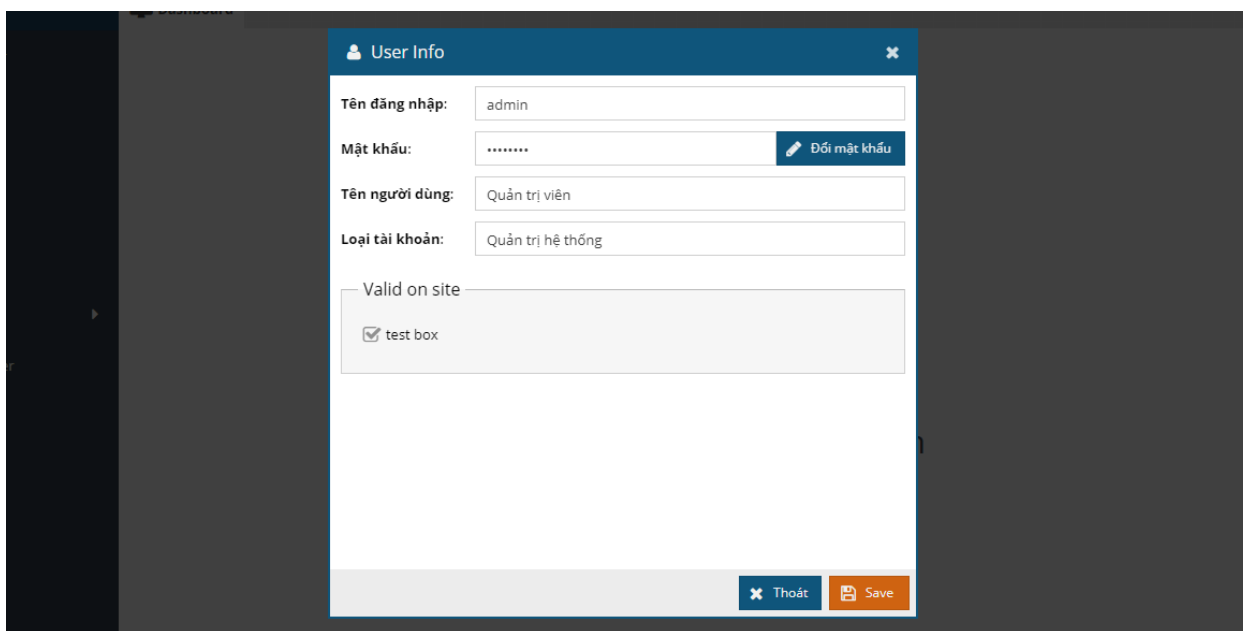 Dashboard
User Info
Tên đăng nhập: admin
Mật khẩu: •••••••• Đổi mật khẩu
Tên người dùng: Quản trị viên
Loại tài khoản: Quản trị hệ thống
Valid on site
test box
Thoát Save